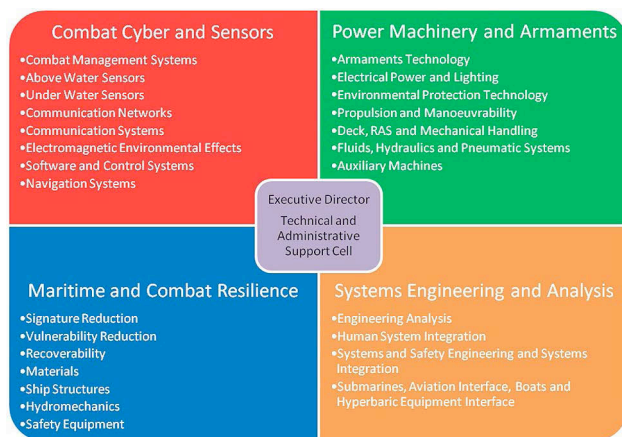 Combat Cyber and Sensors
•Combat Management Systems
•Above Water Sensors
•Under Water Sensors
•Communication Networks
•Communication Systems
•Electromagnetic Environmental Effects
•Software and Control Systems
•Navigation Systems
Power Machinery and Armaments
•Armaments Technology
•Electrical Power and Lighting
•Environmental Protection Technology
•Propulsion and Manoeuvrability
•Deck, RAS and Mechanical Handling
•Fluids, Hydraulics and Pneumatic Systems
•Auxiliary Machines
Executive Director
Technical and
Administrative
Support Cell
Maritime and Combat Resilience
•Signature Reduction
•Vulnerability Reduction
•Recoverability
•Materials
•Ship Structures
•Hydromechanics
•Safety Equipment
Systems Engineering and Analysis
•Engineering Analysis
•Human System Integration
•Systems and Safety Engineering and Systems
Integration
•Submarines, Aviation Interface, Boats and
Hyperbaric Equipment Interface